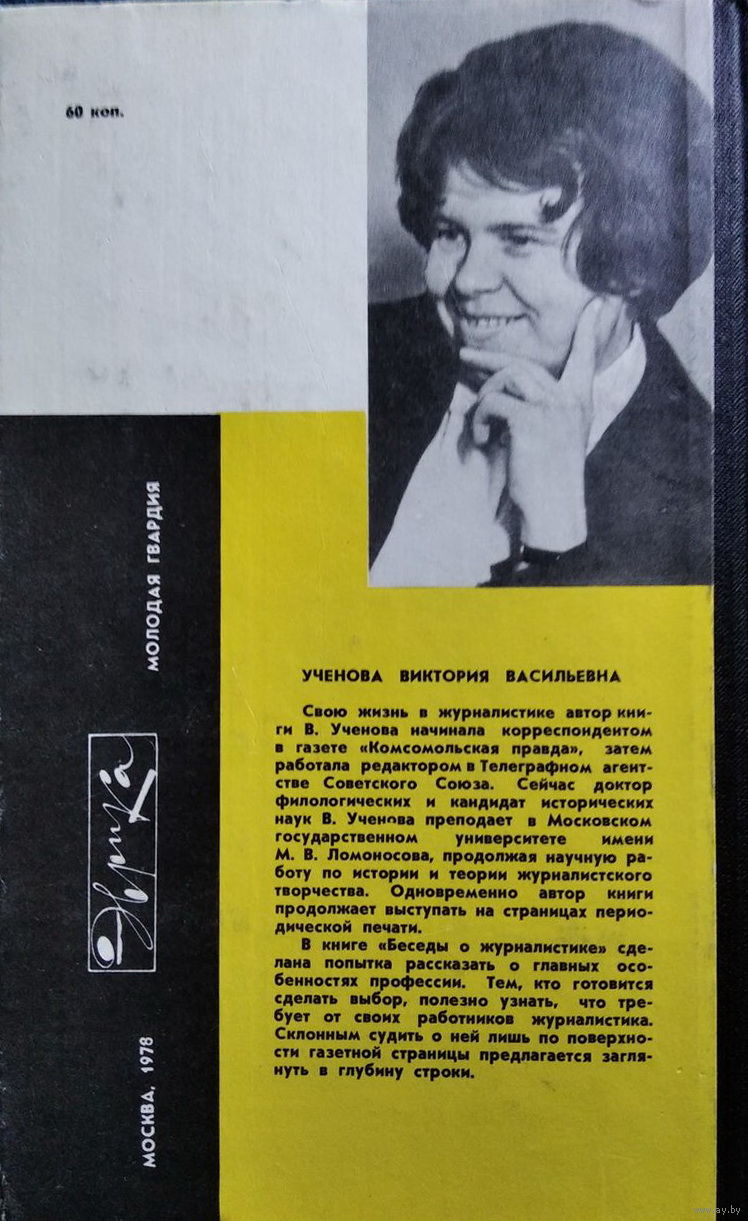 60 коп.
МОЛОДАЯ ГВАРДИЯ
Эврика
МОСКВА, 1978
УЧЕНОВА ВИКТОРИЯ ВАСИЛЬЕВНА
Свою жизнь в журналистике автор кни-
ги В. Ученова начинала корреспондентом
в газете «Комсомольская правда», затем
работала редактором в Телеграфном агент-
стве Советского Союза. Сейчас доктор
филологических и кандидат исторических
наук В. Ученова преподает в Московском
государственном университете имени
М. В. Ломоносова, продолжая научную ра-
боту по истории и теории журналистского
творчества. Одновременно автор книги
продолжает выступать на страницах перио-
дической печати.
В книге «Беседы о журналистике» сде-
лана попытка рассказать о главных осо-
бенностях профессии. Тем, кто готовится
сделать выбор, полезно узнать, что тре-
бует от своих работников журналистика.
Склонным судить о ней лишь по поверхно-
сти газетной страницы предлагается загля-
нуть в глубину строки.
www.ay.by